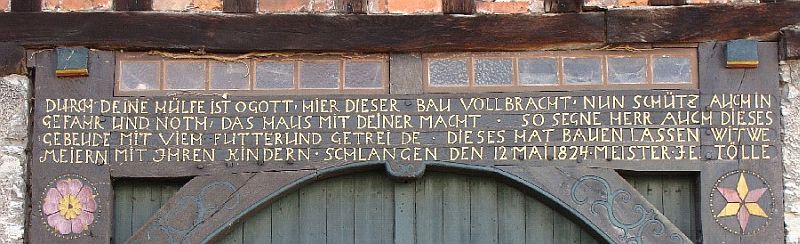 DURCH DEINE HÜLFE IST O GOTT · HIER DIESER BAU VOLLBRACHT · NUN SCHÜTZ AUCH IN
GEFAHR UND NOTH · DAS HAUS MIT DEINER MACHT · SO SEGNE HERR AUCH DIESES
GEBEUDE MIT VIEH FUTTER UND GETREIDE · DIESES HAT BAUEN LASSEN WITWE
MEIERN MIT IHREN KINDERN · SCHLANGEN DEN 12 MAI 1824 · MEISTER · J · E · TÖLLE